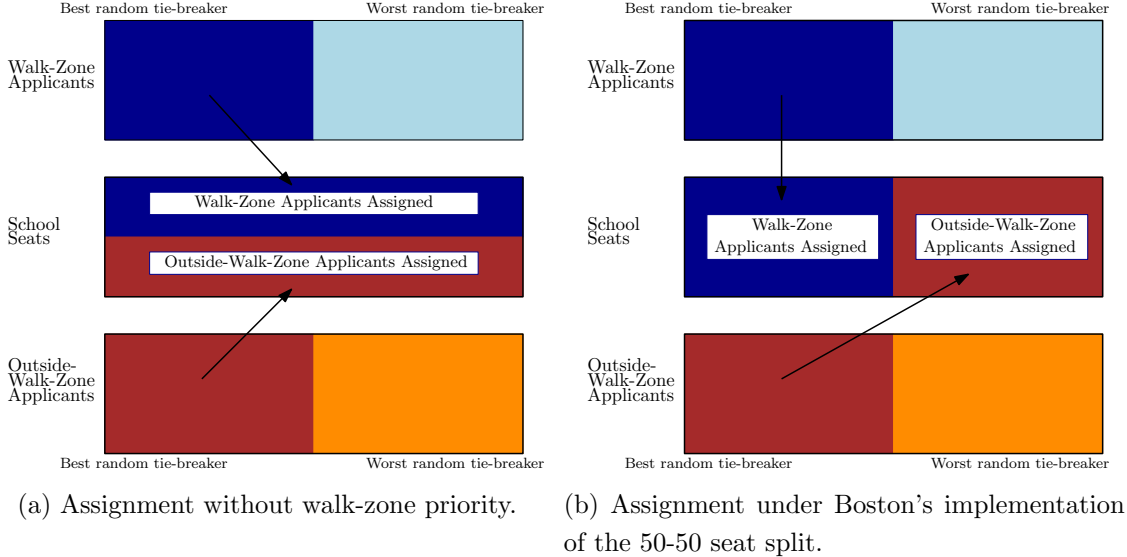 Best random tie-breaker
Worst random tie-breaker
Walk-Zone
Applicants
Walk-Zone Applicants Assigned
School
Seats
Outside-Walk-Zone Applicants Assigned
Outside-
Walk-Zone
Applicants
Best random tie-breaker
Worst random tie-breaker
(a) Assignment without walk-zone priority.
Best random tie-breaker
Worst random tie-breaker
Walk-Zone
Applicants
School
Seats
Walk-Zone
Applicants Assigned
Outside-Walk-Zone
Applicants Assigned
Outside-
Walk-Zone
Applicants
Best random tie-breaker
Worst random tie-breaker
(b) Assignment under Boston's implementation
of the 50-50 seat split.